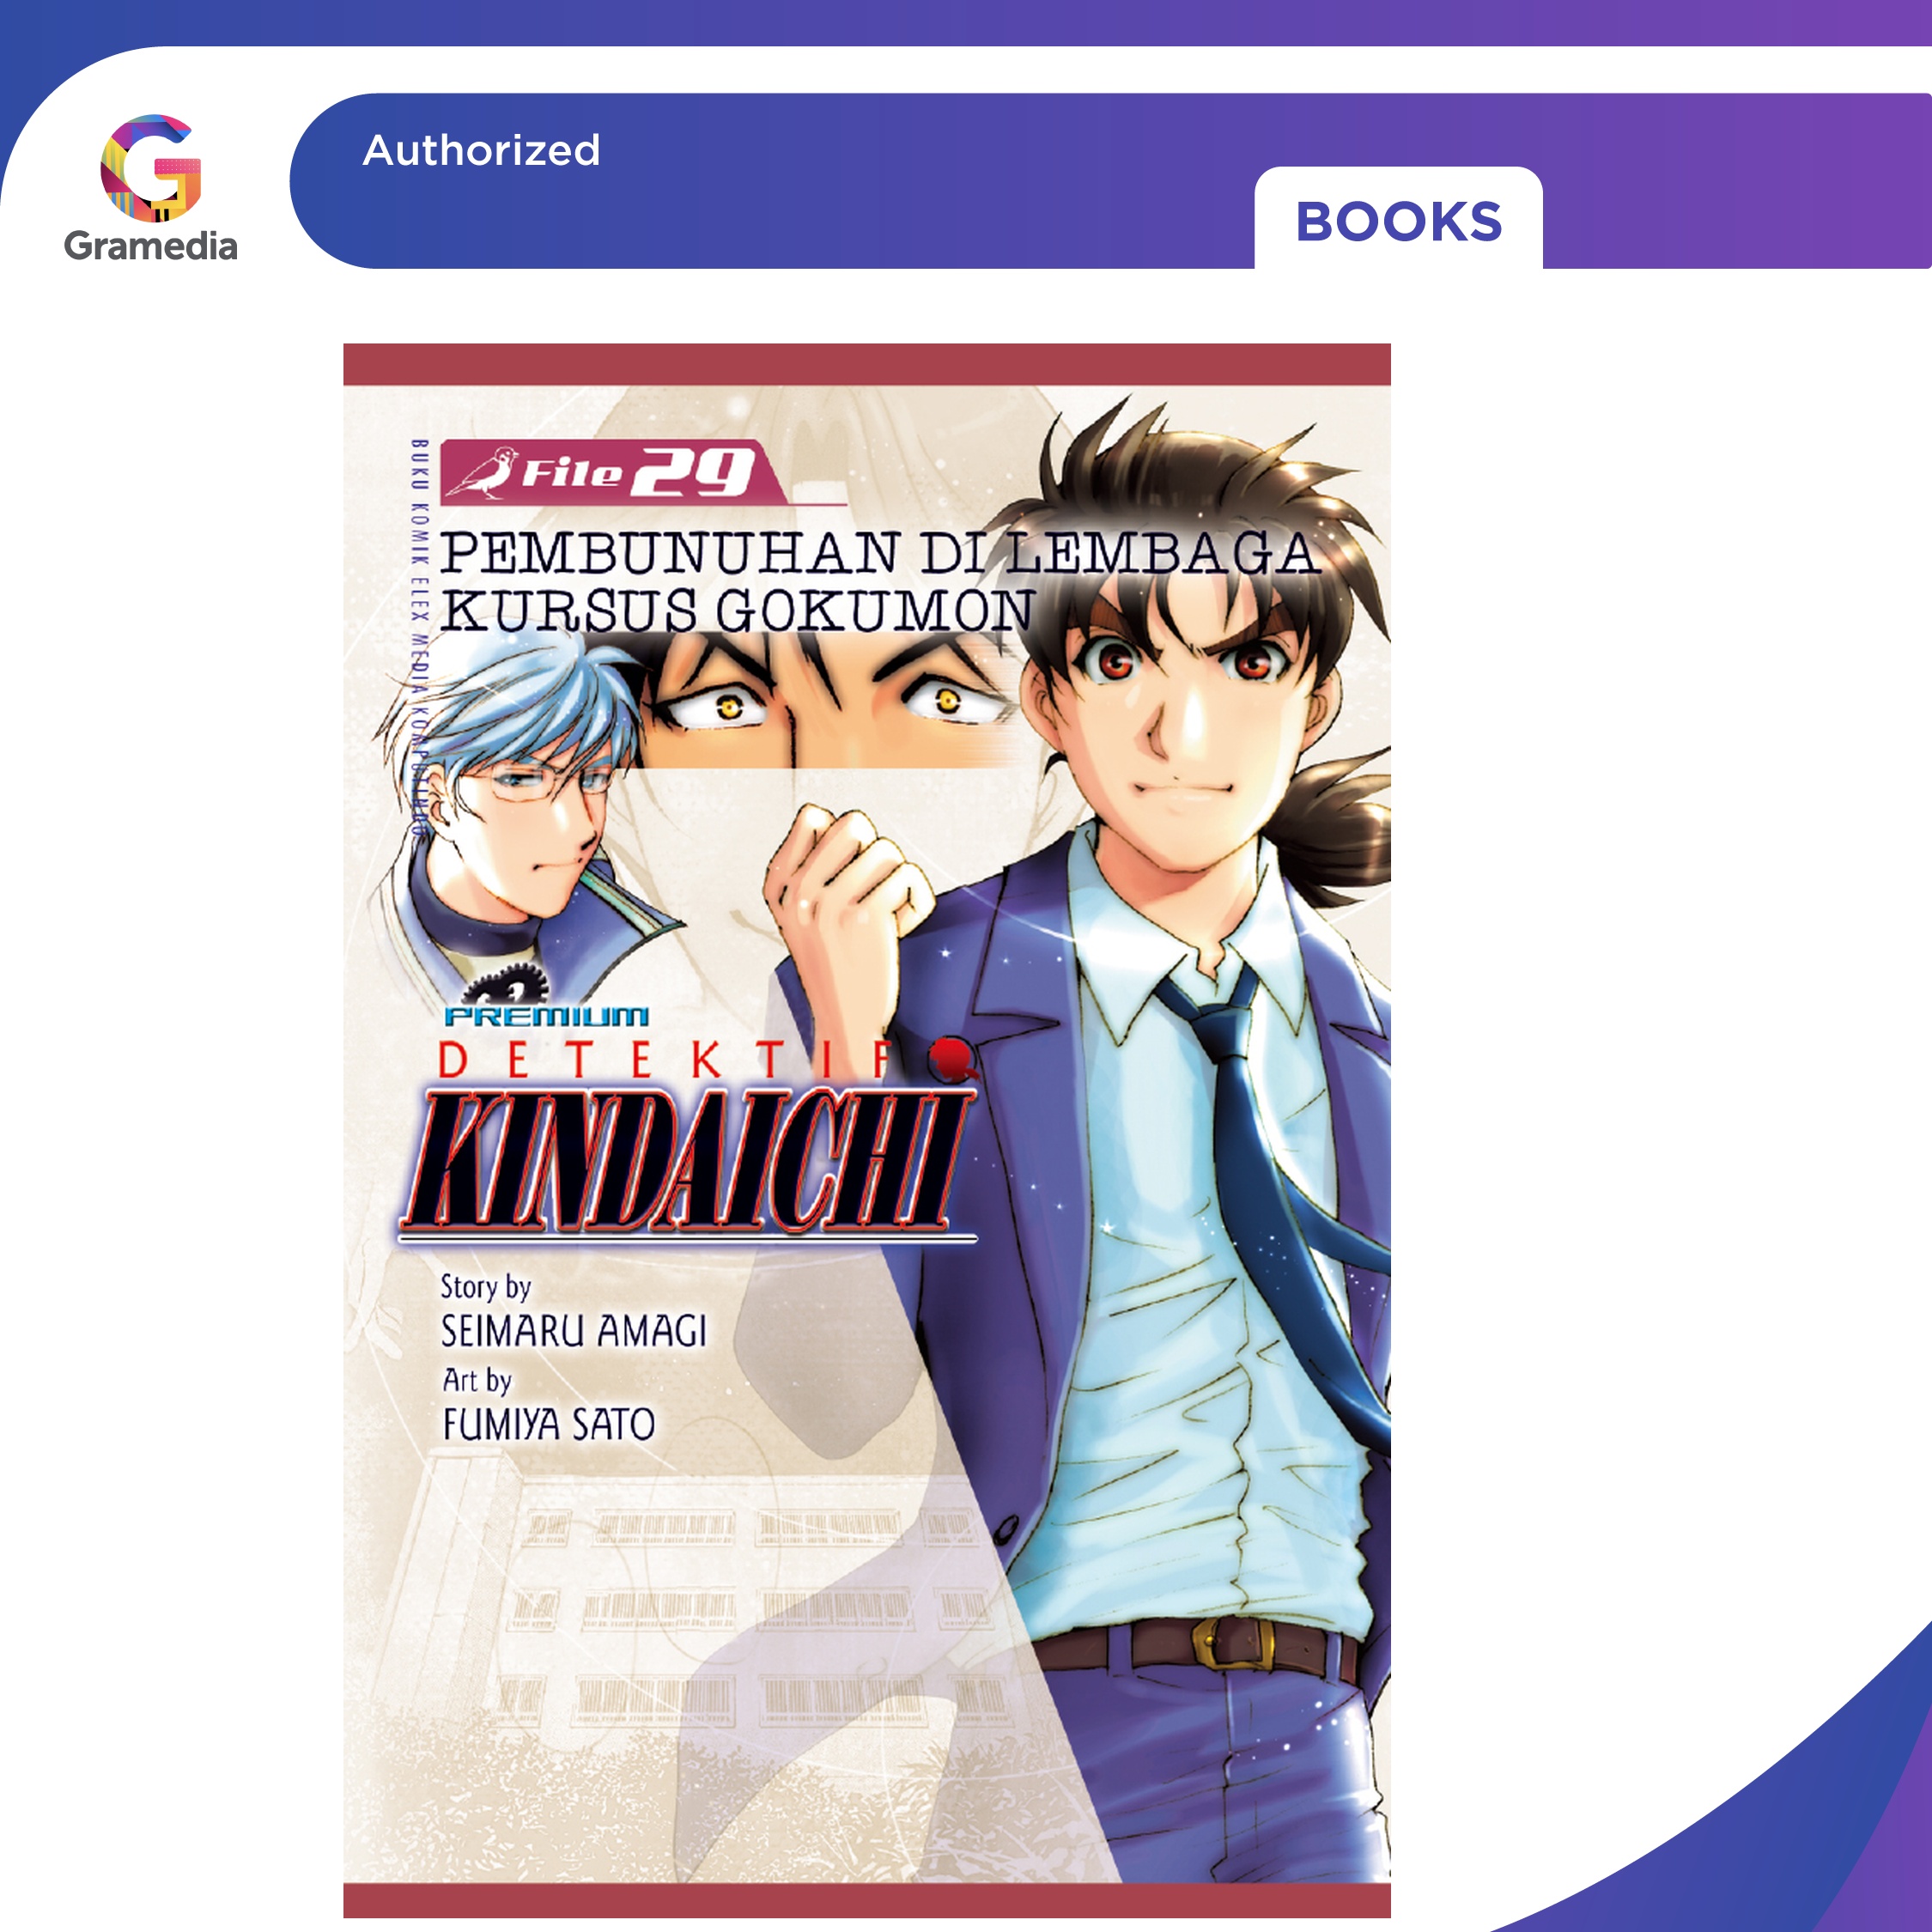 Gramedia
Authorized
BOOKS
File 29
BUKU KOMIK ELEX MEDIA KOMPUTINDO
PEMBUNUHAN DI LEMBAGA
KURSUS GOKUMON
PREMIUM
DETEKTIF
KINDAICHI
Story by
SEIMARU AMAGI
Art by
FUMIYA SATO